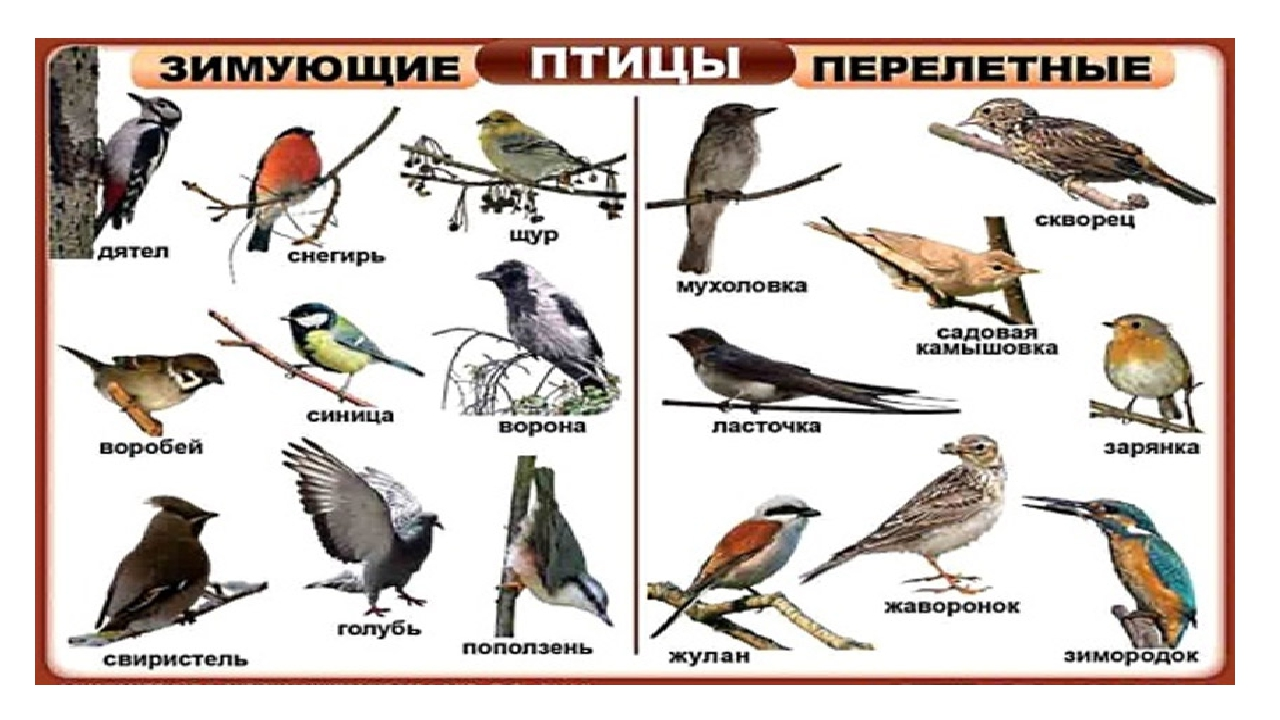 ЗИМУЮЩИЕ ПТИЦЫ ПЕРЕЛЕТНЫЕ
дятел
снегирь
щур
воробей
синица
ворона
свиристель
голубь
поползень
мухоловка
скворец
садовая
камышовка
ласточка
зарянка
жулан
жаворонок
зимородок